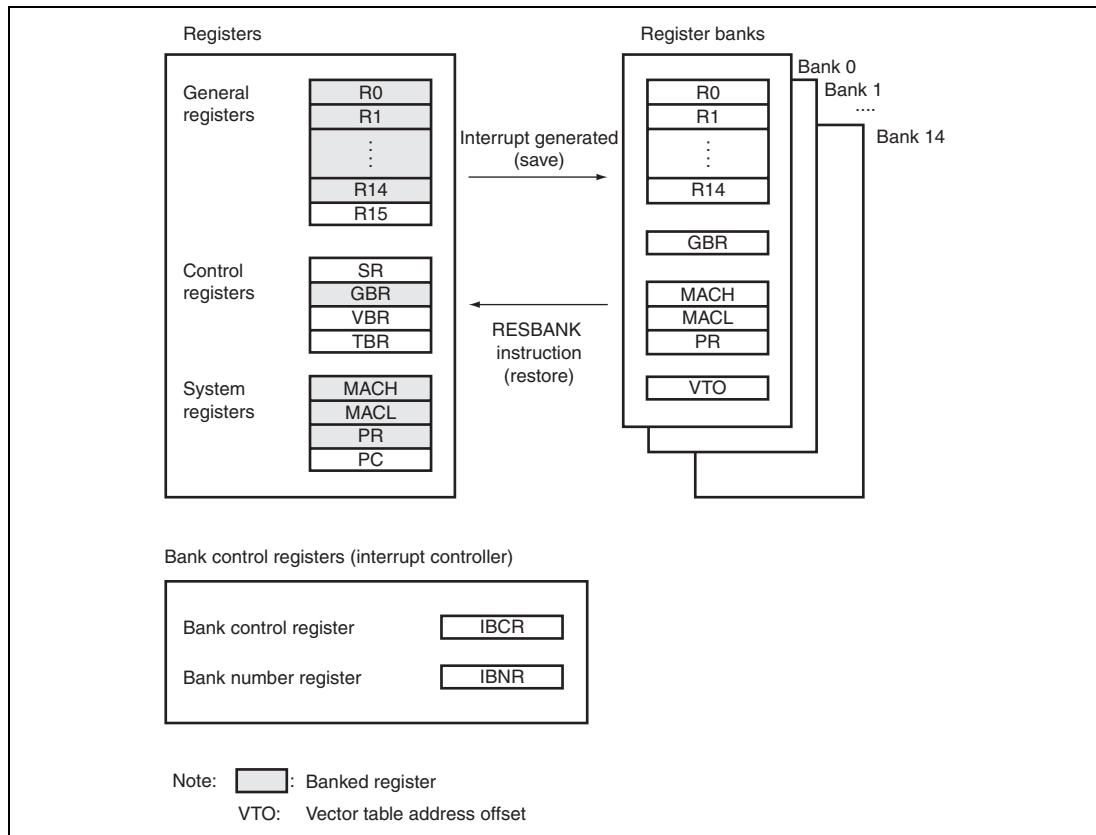 Registers
General
registers
R0
R1
R14
R15
Control
registers
SR
GBR
VBR
TBR
System
registers
MACH
MACL
PR
PC
Interrupt generated
(save)
RESBANK
instruction
(restore)
Register banks
Bank 0
Bank 1
....
Bank 14
R0
R1
R14
GBR
MACH
MACL
PR
VTO
Bank control registers (interrupt controller)
Bank control register IBCR
Bank number register IBNR
Note: : Banked register
VTO: Vector table address offset